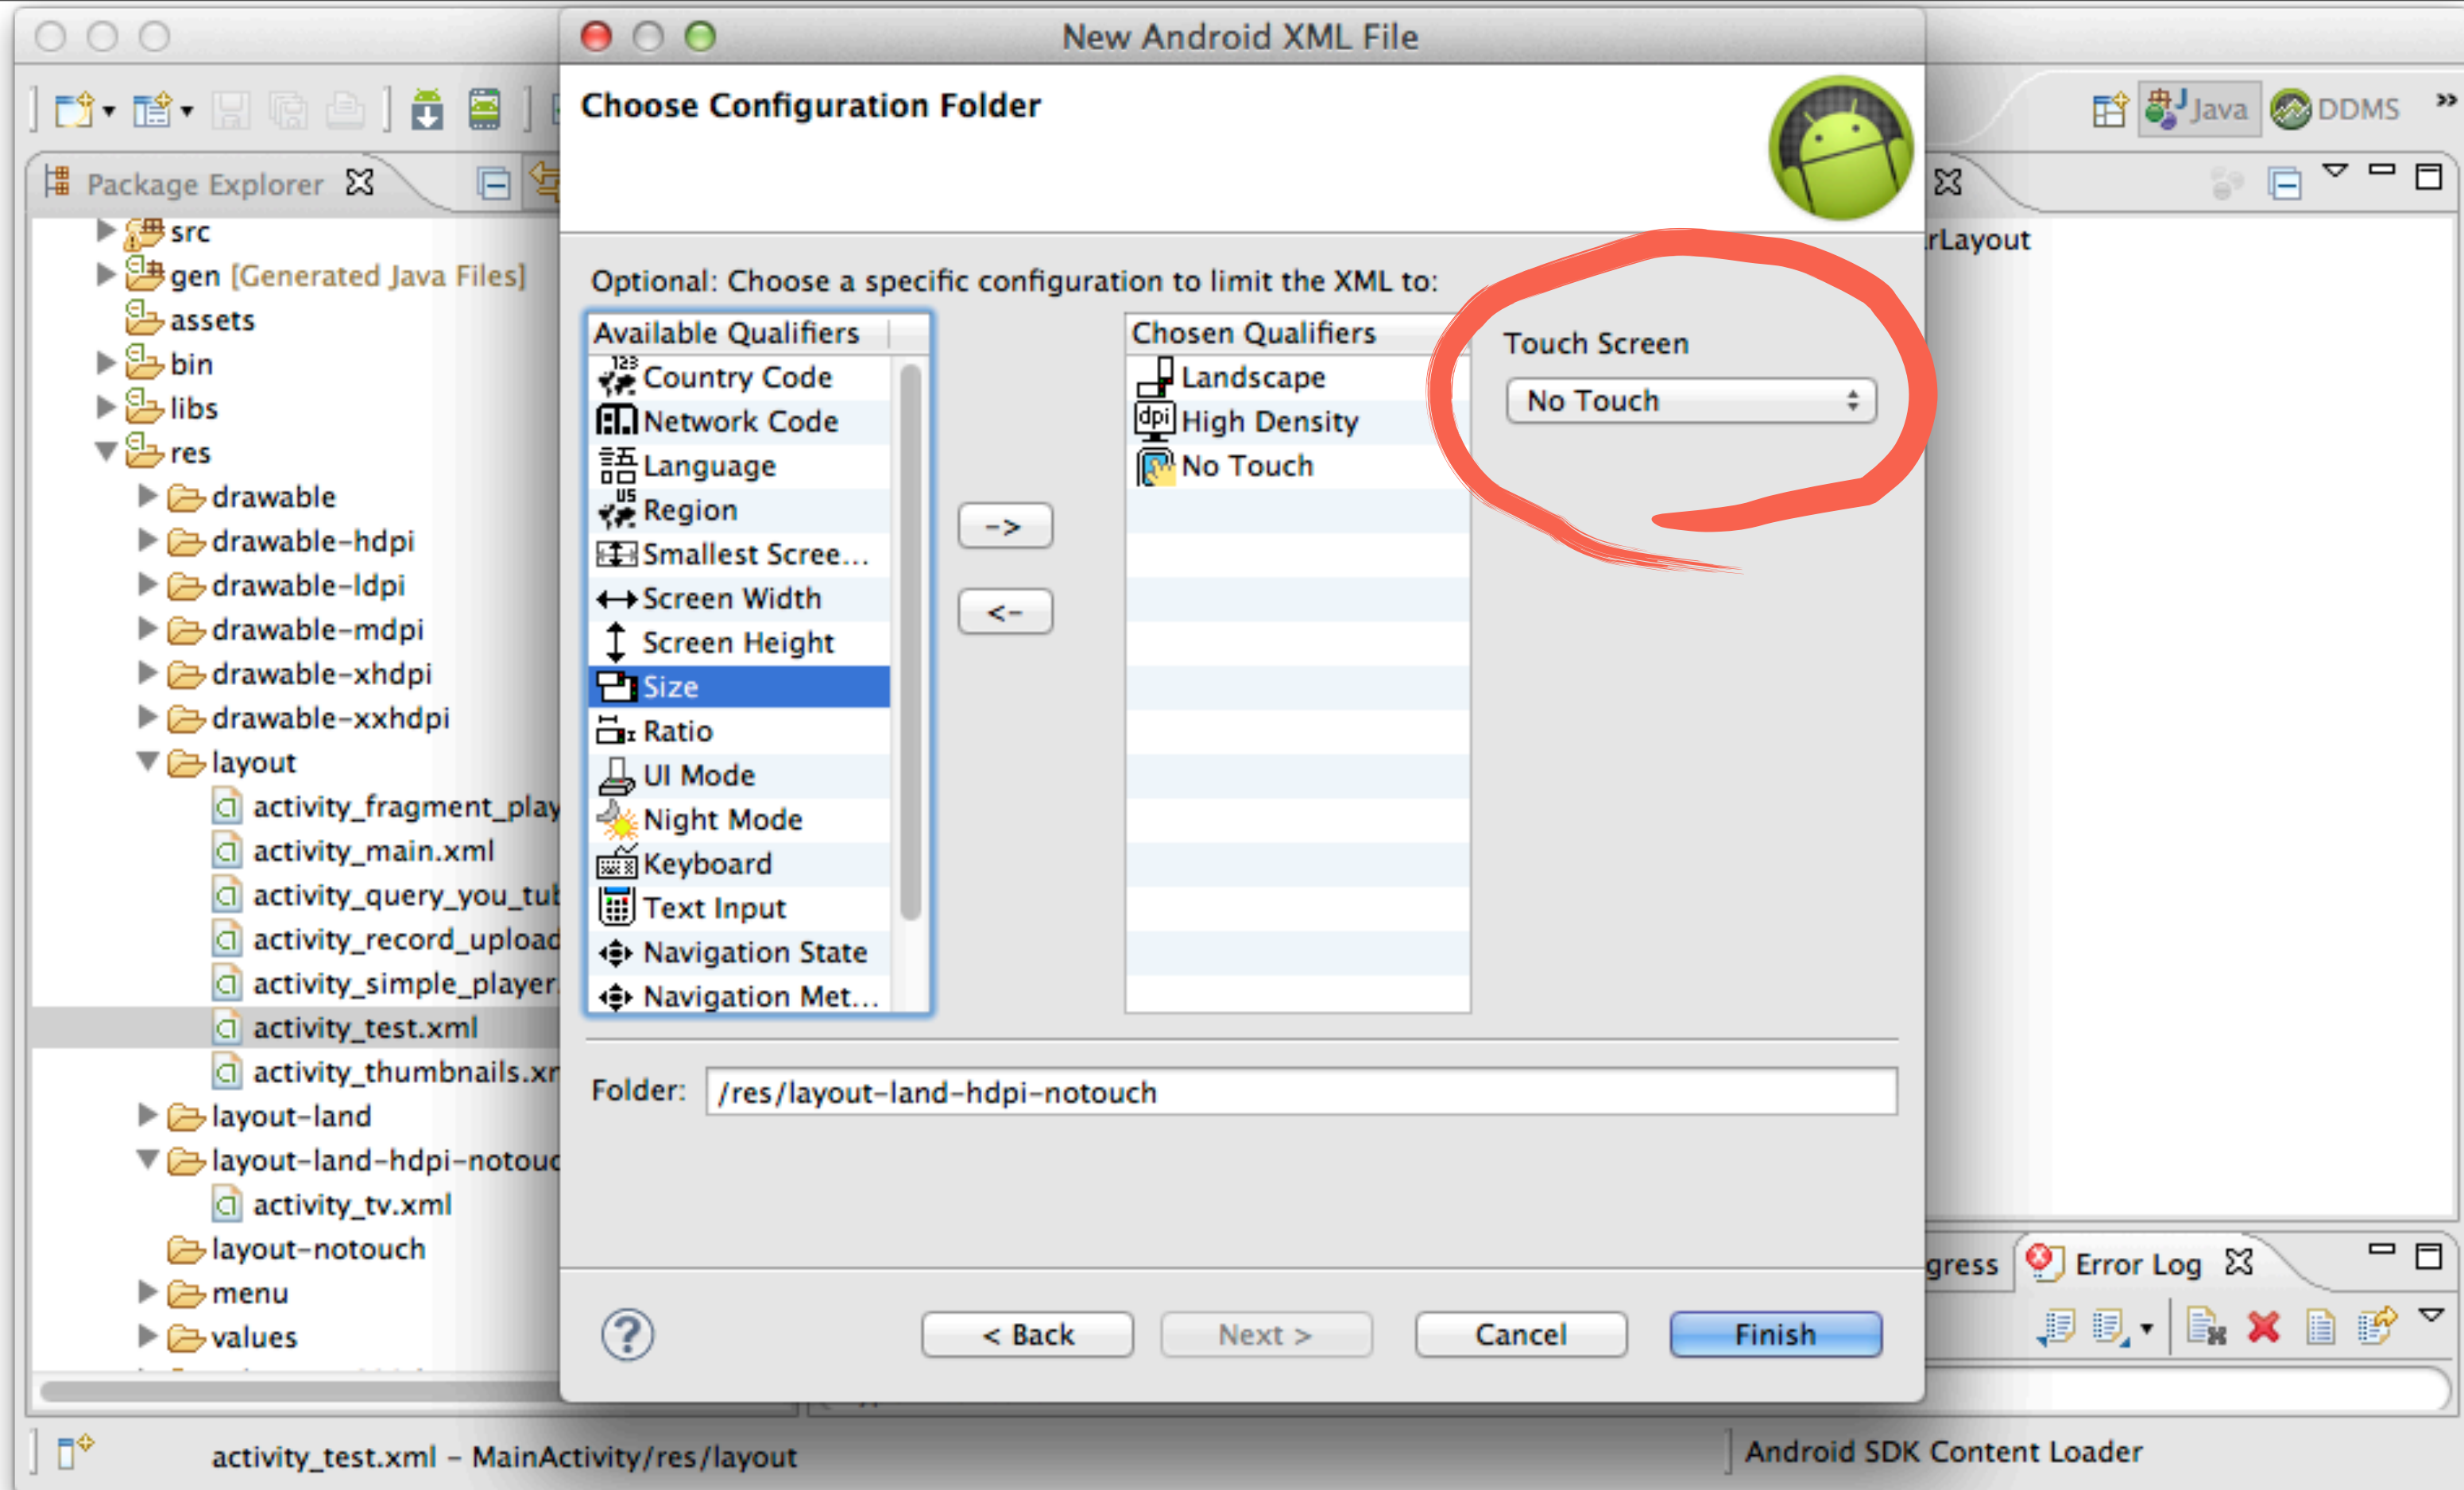 New Android XML File
Choose Configuration Folder
Java
DDMS
Package Explorer
src
gen [Generated Java Files]
assets
bin
libs
res
drawable
drawable-hdpi
drawable-ldpi
drawable-mdpi
drawable-xhdpi
drawable-xxhdpi
layout
activity_fragment_play
activity_main.xml
activity_query_you_tub
activity_record_upload
activity_simple_player.
activity_test.xml
activity_thumbnails.xm
layout-land
layout-land-hdpi-notouc
activity_tv.xml
layout-notouch
menu
values
Optional: Choose a specific configuration to limit the XML to:
Available Qualifiers
123
Country Code
Network Code
Language
US
Region
Smallest Scree...
Screen Width
Screen Height
Size
Ratio
UI Mode
Night Mode
Keyboard
Text Input
Navigation State
Navigation Met...
->
<-
Chosen Qualifiers
Landscape
dpi High Density
No Touch
Touch Screen
No Touch
Folder: /res/layout-land-hdpi-notouch
? < Back Next > Cancel Finish
rLayout
gress
Error Log
activity_test.xml - MainActivity/res/layout
Android SDK Content Loader